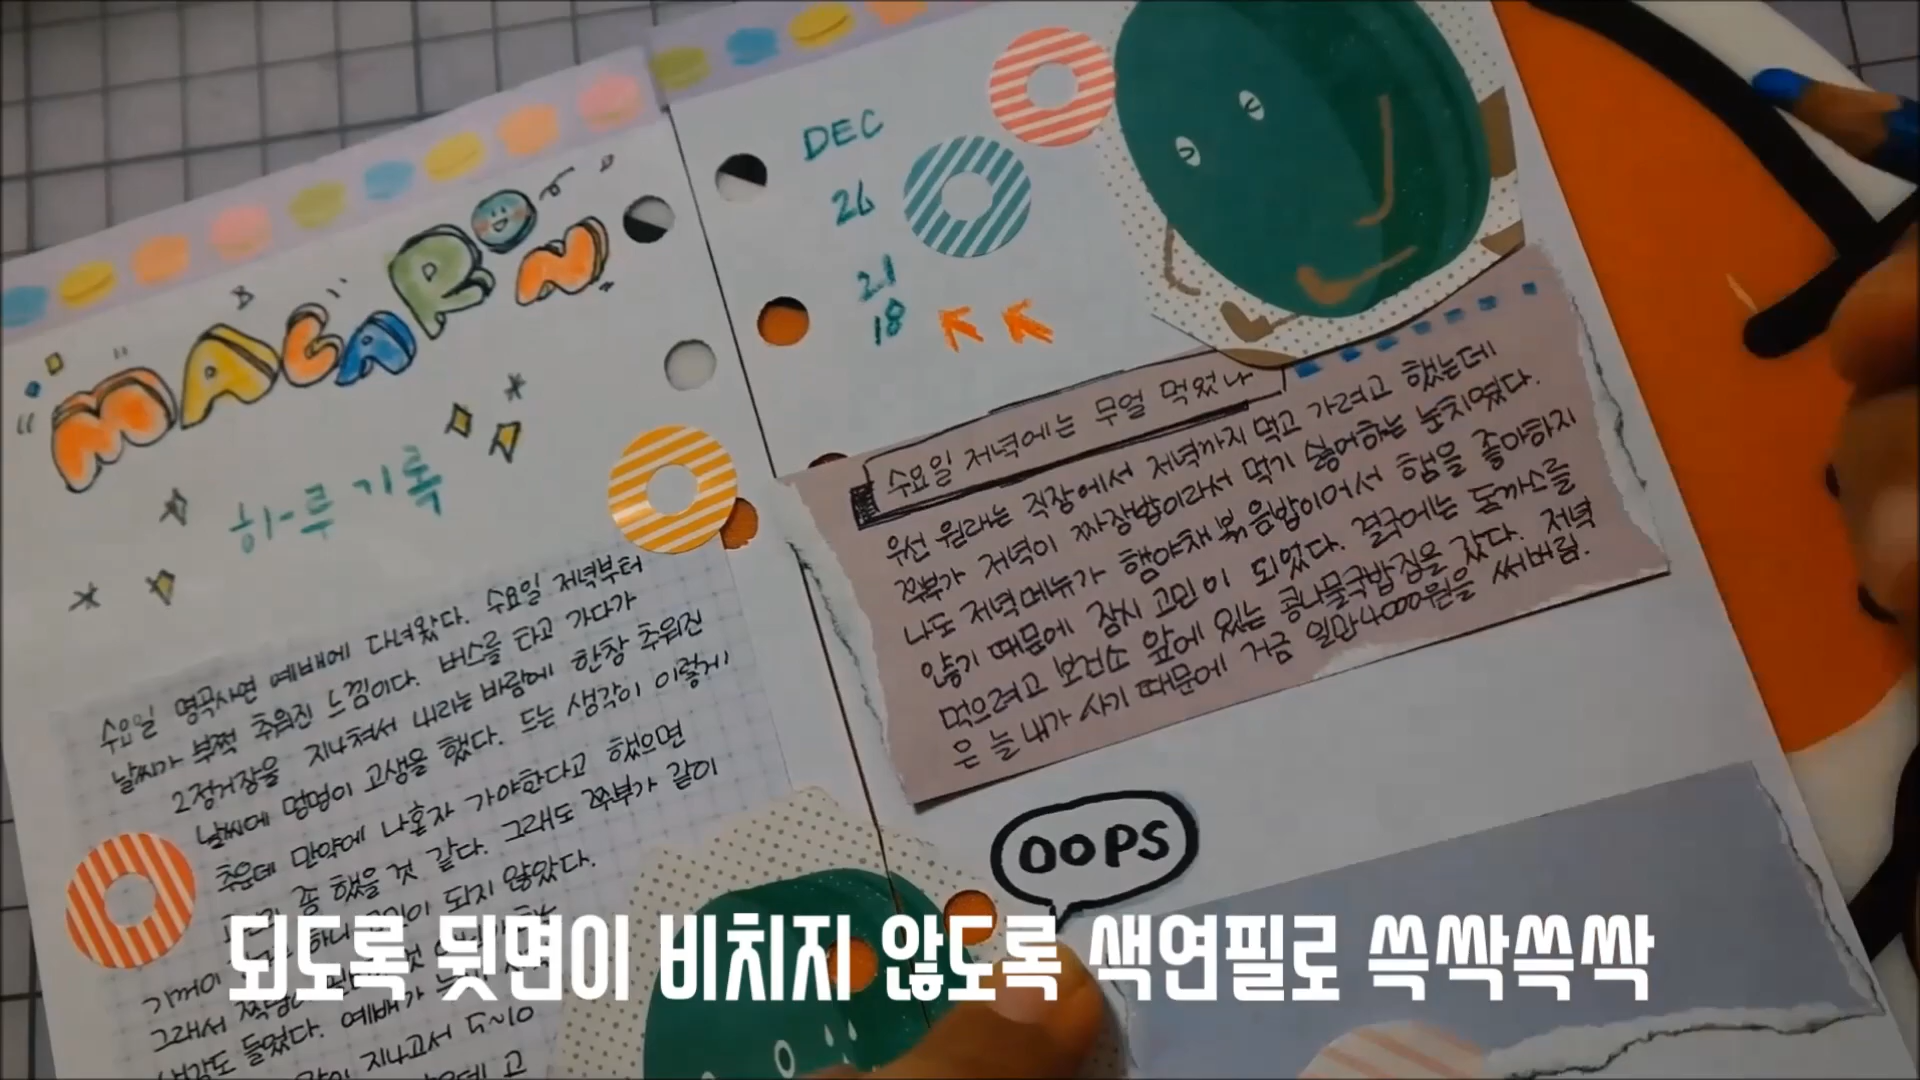 MACARON
하루 기록
수요일 명곡사연 예배에 다녀왔다. 수요일 저녁부터
날씨가 부쩍 추워진 느낌이다. 버스를 타고 가다가
2정거장을 지나쳐서 내리는 바람에 한창 추워진
날씨에 멍멍이 고생을 했다. 드는 생각이 이렇게
추운데 만약에 나혼자 가야한다고 했으면
좀 했을 것 같다. 그래도 쭈부가 같이
되지 않았다.
기꺼이
그래서
생각도 들었다. 예배가
지나고서 5~10
DEC
26
21
18
수요일 저녁에는 무얼 먹었나
우선 원래는 직장에서 저녁까지 먹고 가려고 했는데
쭈부가 저녁이 짜장밥이라서 먹기 싫어하는 눈치였다.
나도 저녁메뉴가 햄야채볶음밥이어서 햄을 좋아하지
않기 때문에 잠시 고민이 되었다. 결국에는 돈까스를
먹으려고 보건소 앞에 있는 콩나물국밥집을 갔다. 저녁
은 늘 내가 사기 때문에 거금 일만4000원을 써버림.
OOPS
되도록 뒷면이 비치지 않도록 색연필로 쓱싹쓱싹